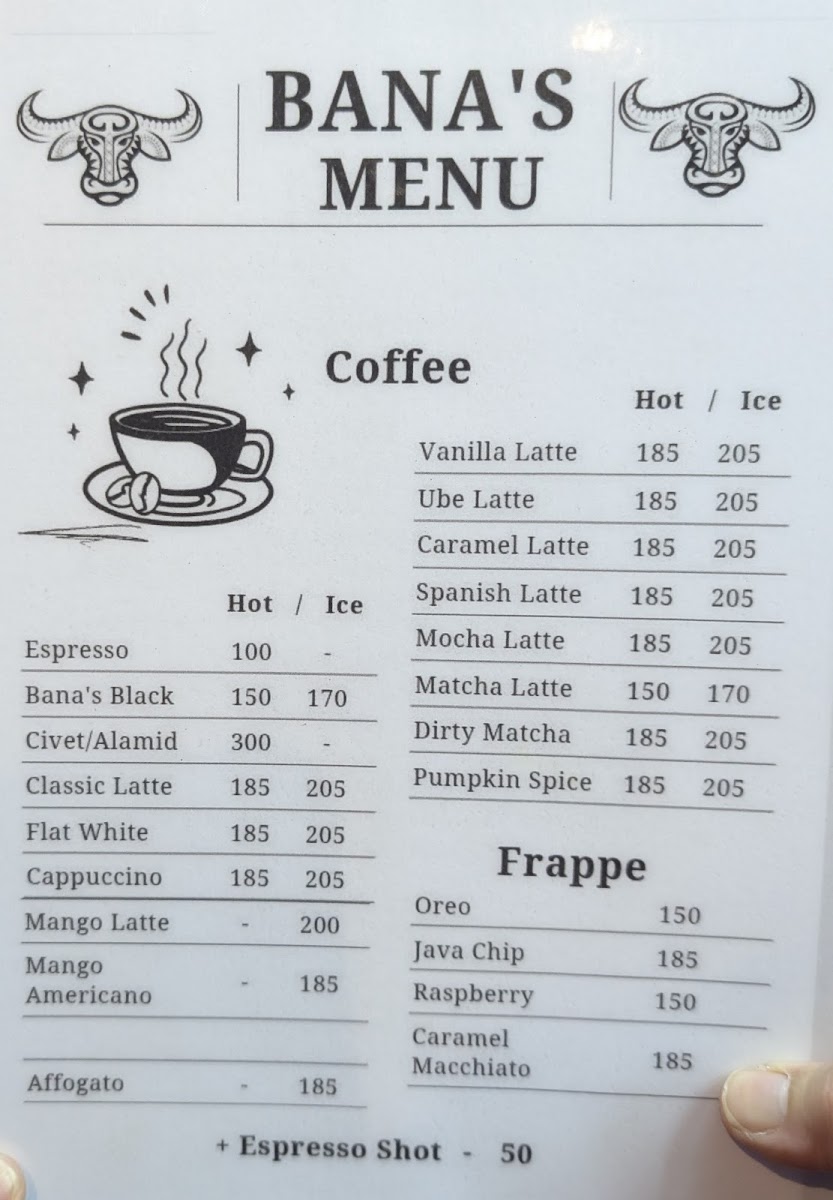 BANA'S
MENU
Coffee
Hot / Ice
Espresso 100 -
Bana's Black 150 170
Civet/Alamid 300 -
Classic Latte 185 205
Flat White 185 205
Cappuccino 185 205
Mango Latte - 200
Mango
Americano - 185
Affogato - 185
Hot / Ice
Vanilla Latte 185 205
Ube Latte 185 205
Caramel Latte 185 205
Spanish Latte 185 205
Mocha Latte 185 205
Matcha Latte 150 170
Dirty Matcha 185 205
Pumpkin Spice 185 205
Frappe
Oreo 150
Java Chip 185
Raspberry 150
Caramel
Macchiato 185
+ Espresso Shot - 50